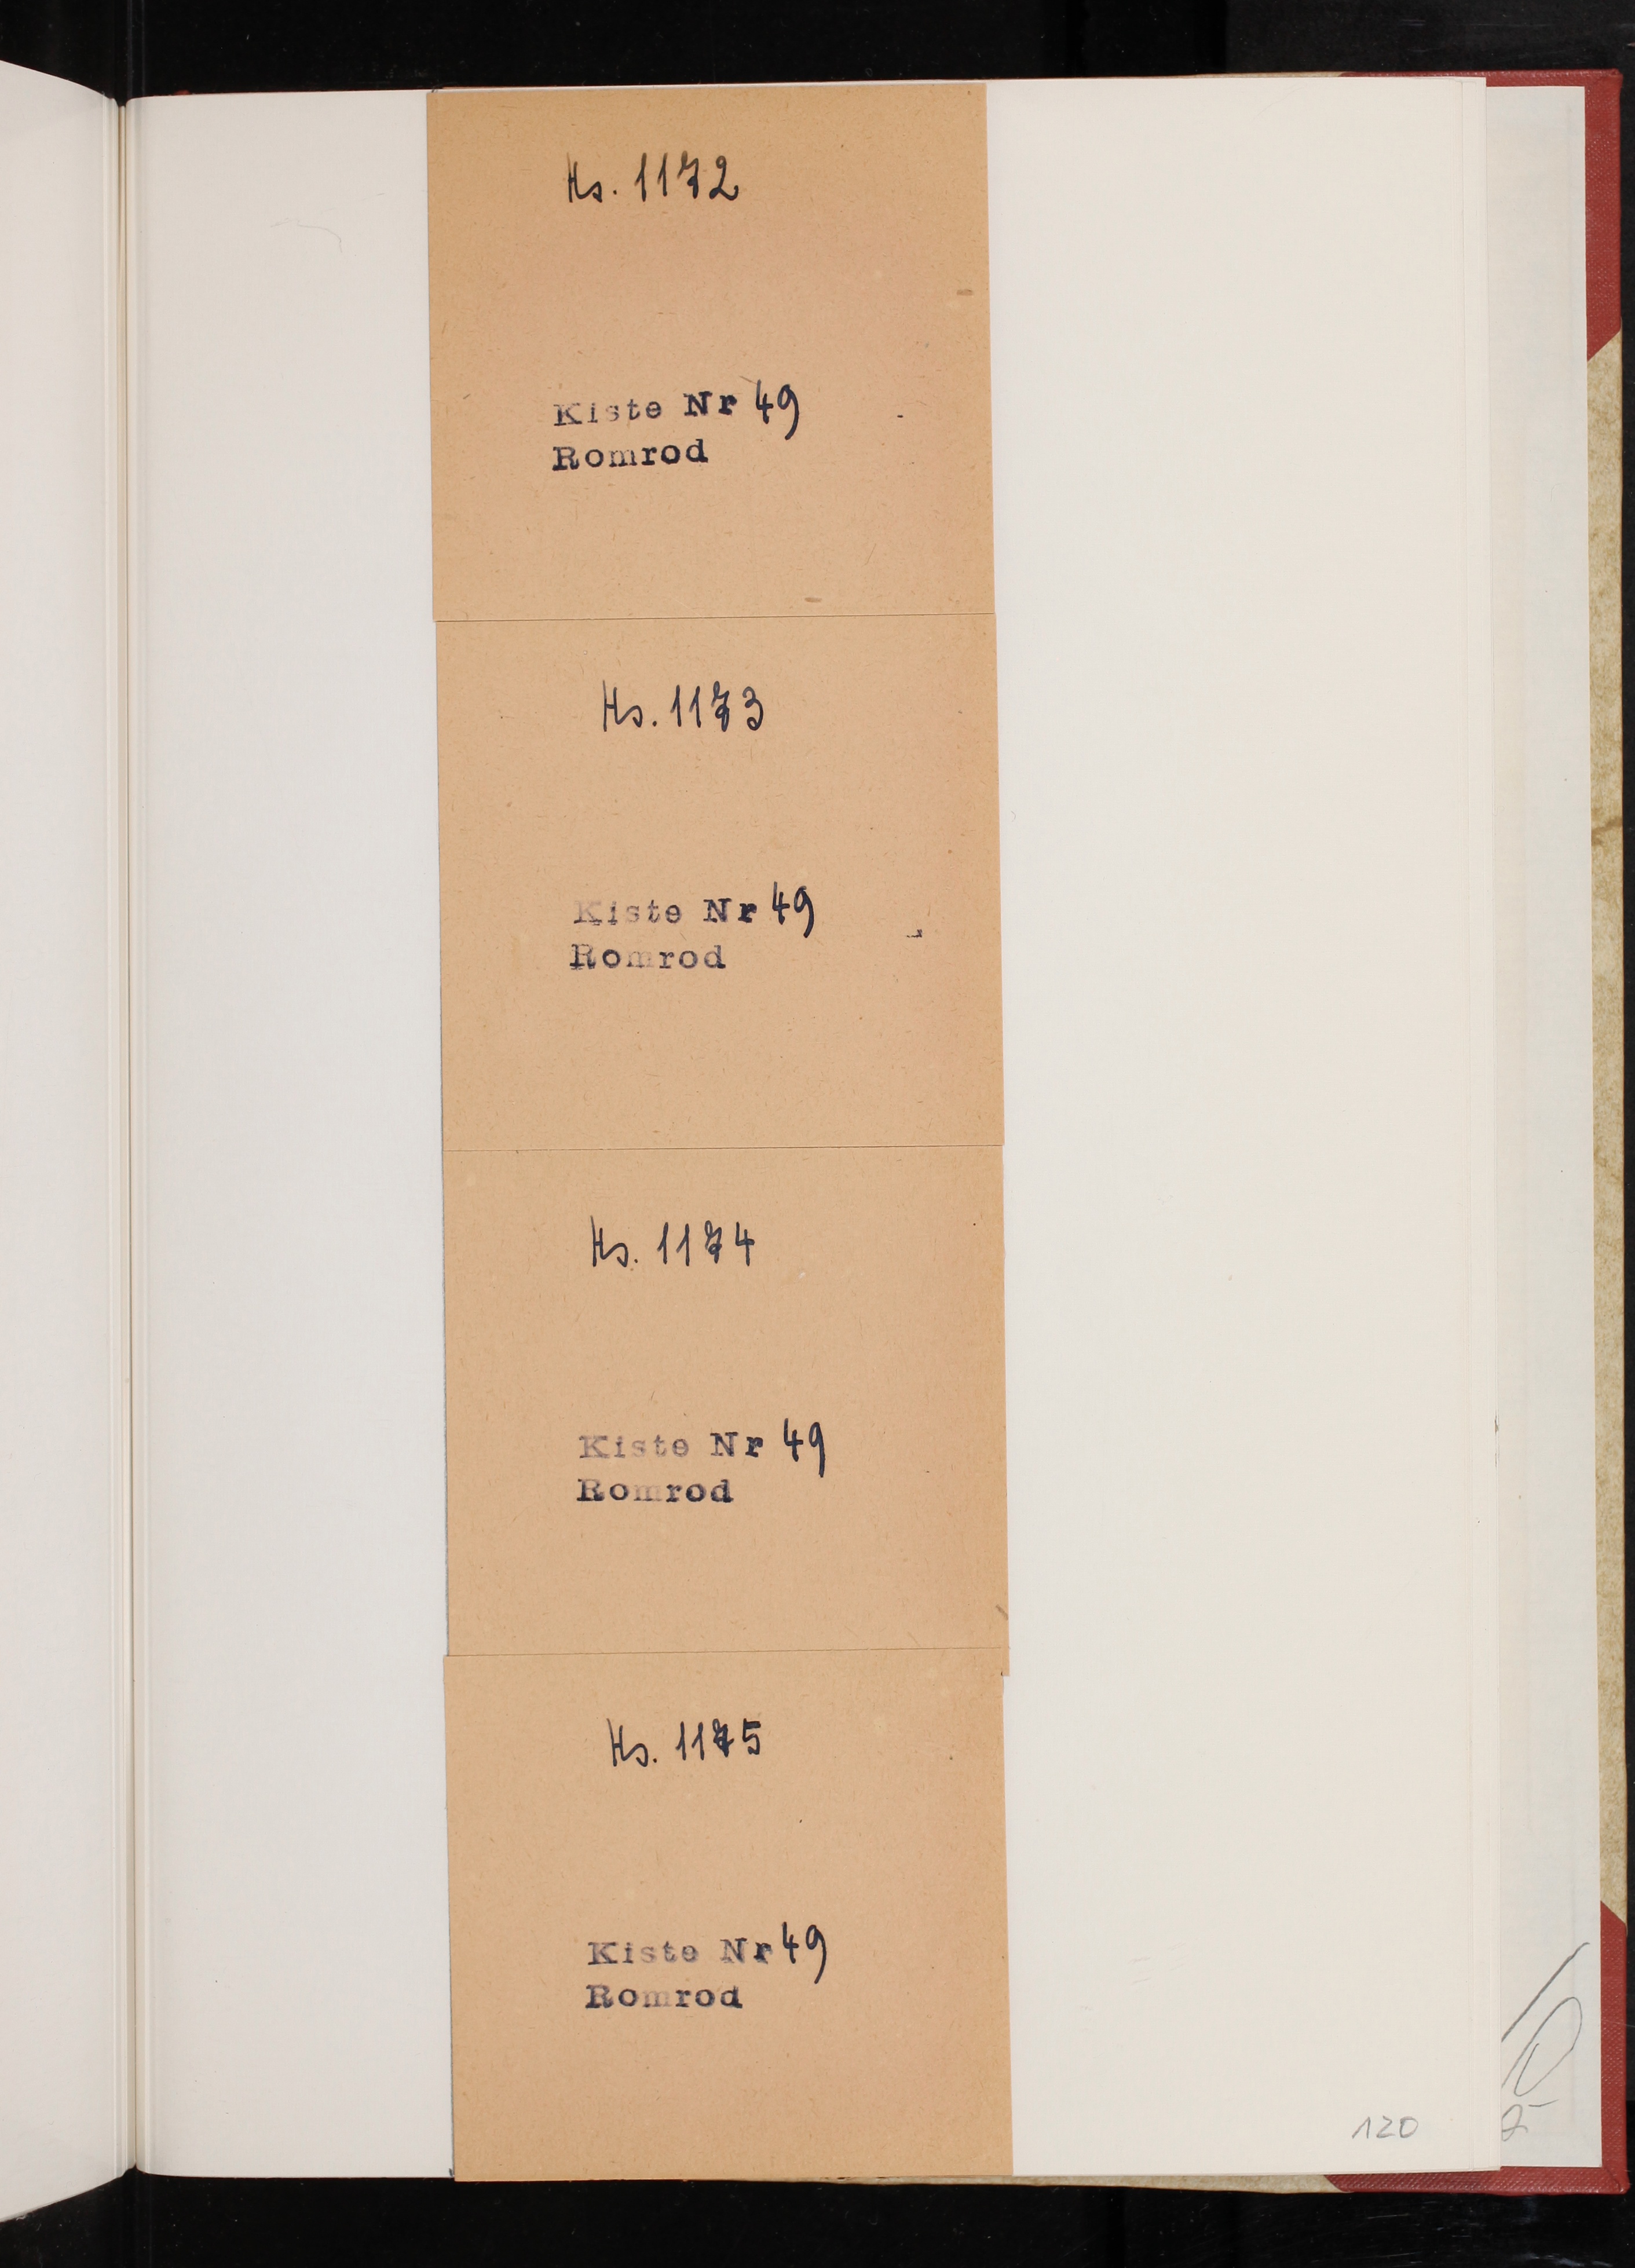 Hs. 1172
Kiste Nr 49
Romrod
Hs. 1173
Kiste Nr 49
Romrod
Hs. 1174
Kiste Nr 49
Romrod
Hs. 1175
Kiste Nr 49
Romrod
120